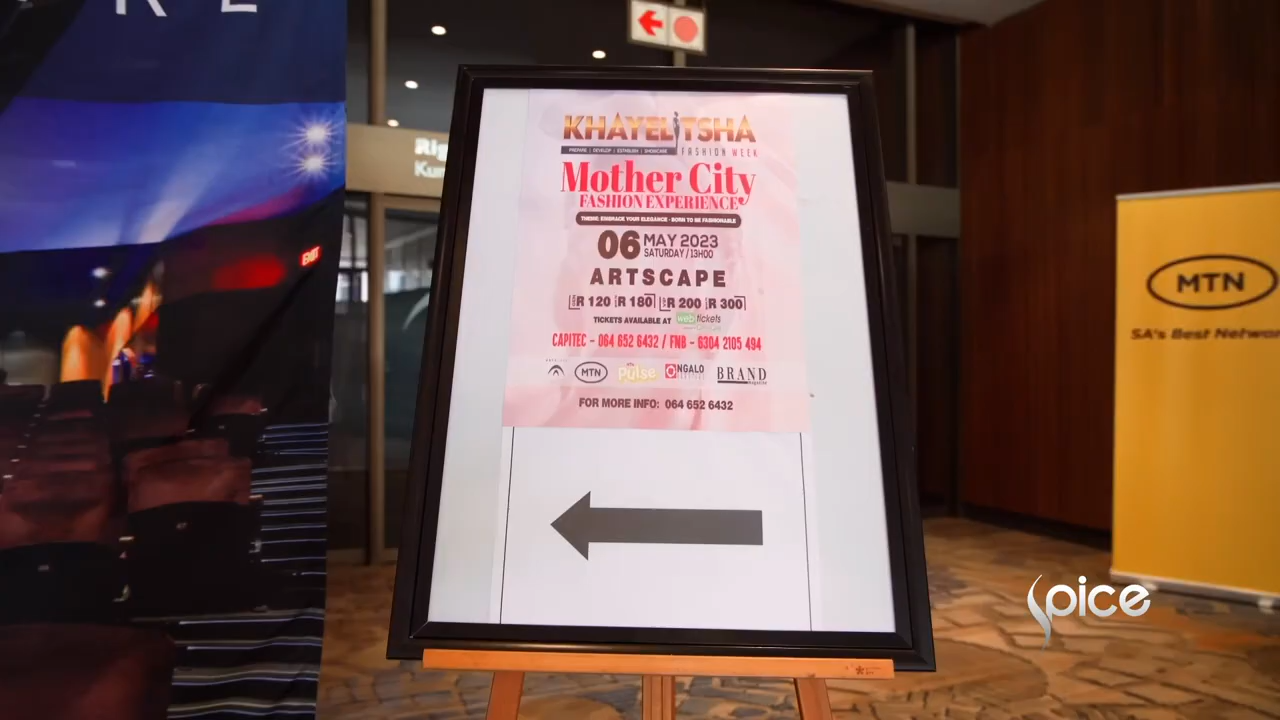 KHAYELITSHA
PREPARE | DEVELOP | ESTABLISH | SHOWCASE
FASHION WEEK
Mother City
FASHION EXPERIENCE
THEME: EMBRACE YOUR ELEGANCE - BORN TO BE FASHIONABLE
06 MAY 2023
SATURDAY / 13H00
ARTSCAPE
R 120 R 180 R 200 R 300
TICKETS AVAILABLE AT webtickets
CAPITEC - 064 652 6432 / FNB - 6304 2105 494
MTN Pulse ONGALO BRAND
magazine
FOR MORE INFO: 064 652 6432
EXIT
MTN
SA's Best Networ
Spice